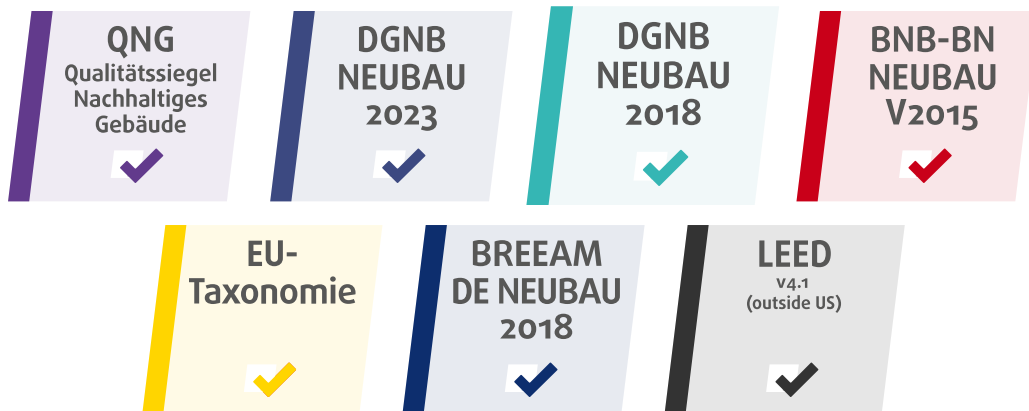 QNG
Qualitätssiegel
Nachhaltiges
Gebäude
DGNB
NEUBAU
2023
DGNB
NEUBAU
2018
BNB-BN
NEUBAU
V2015
EU-
Taxonomie
BREEAM
DE NEUBAU
2018
LEED
v4.1
(outside US)